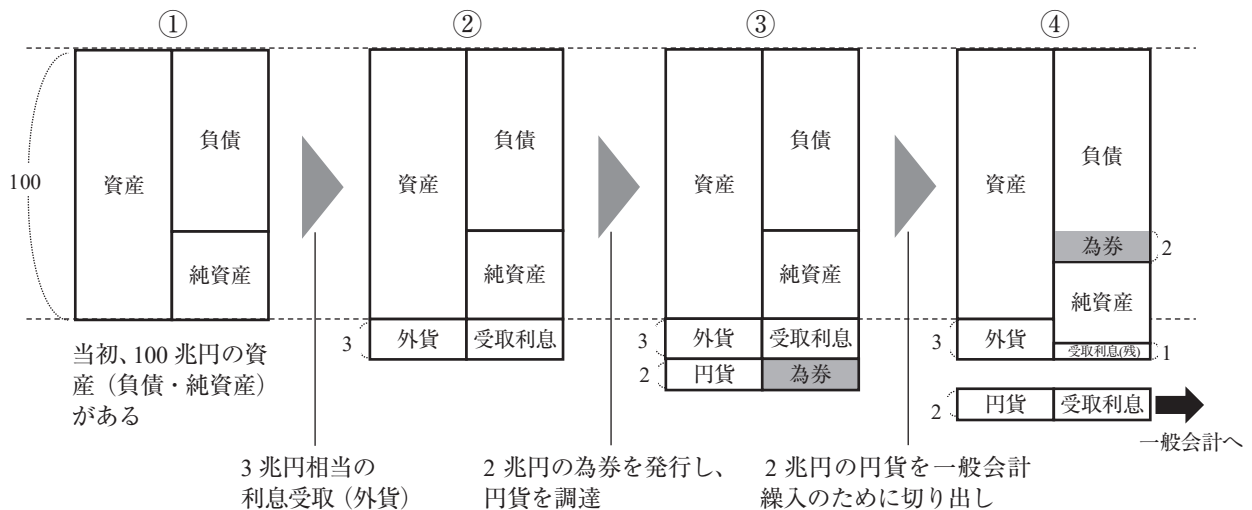 ①
②
③
④
100
資産
負債
純資産
当初、100 兆円の資
産（負債・純資産）
がある
3 兆円相当の
利息受取（外貨）
資産
負債
純資産
3
外貨
受取利息
2 兆円の為券を発行し、
円貨を調達
資産
負債
純資産
3
外貨
受取利息
2
円貨
為券
2 兆円の円貨を一般会計
繰入のために切り出し
資産
負債
為券
2
純資産
3
外貨
受取利息(残)
1
2
円貨
受取利息
一般会計へ